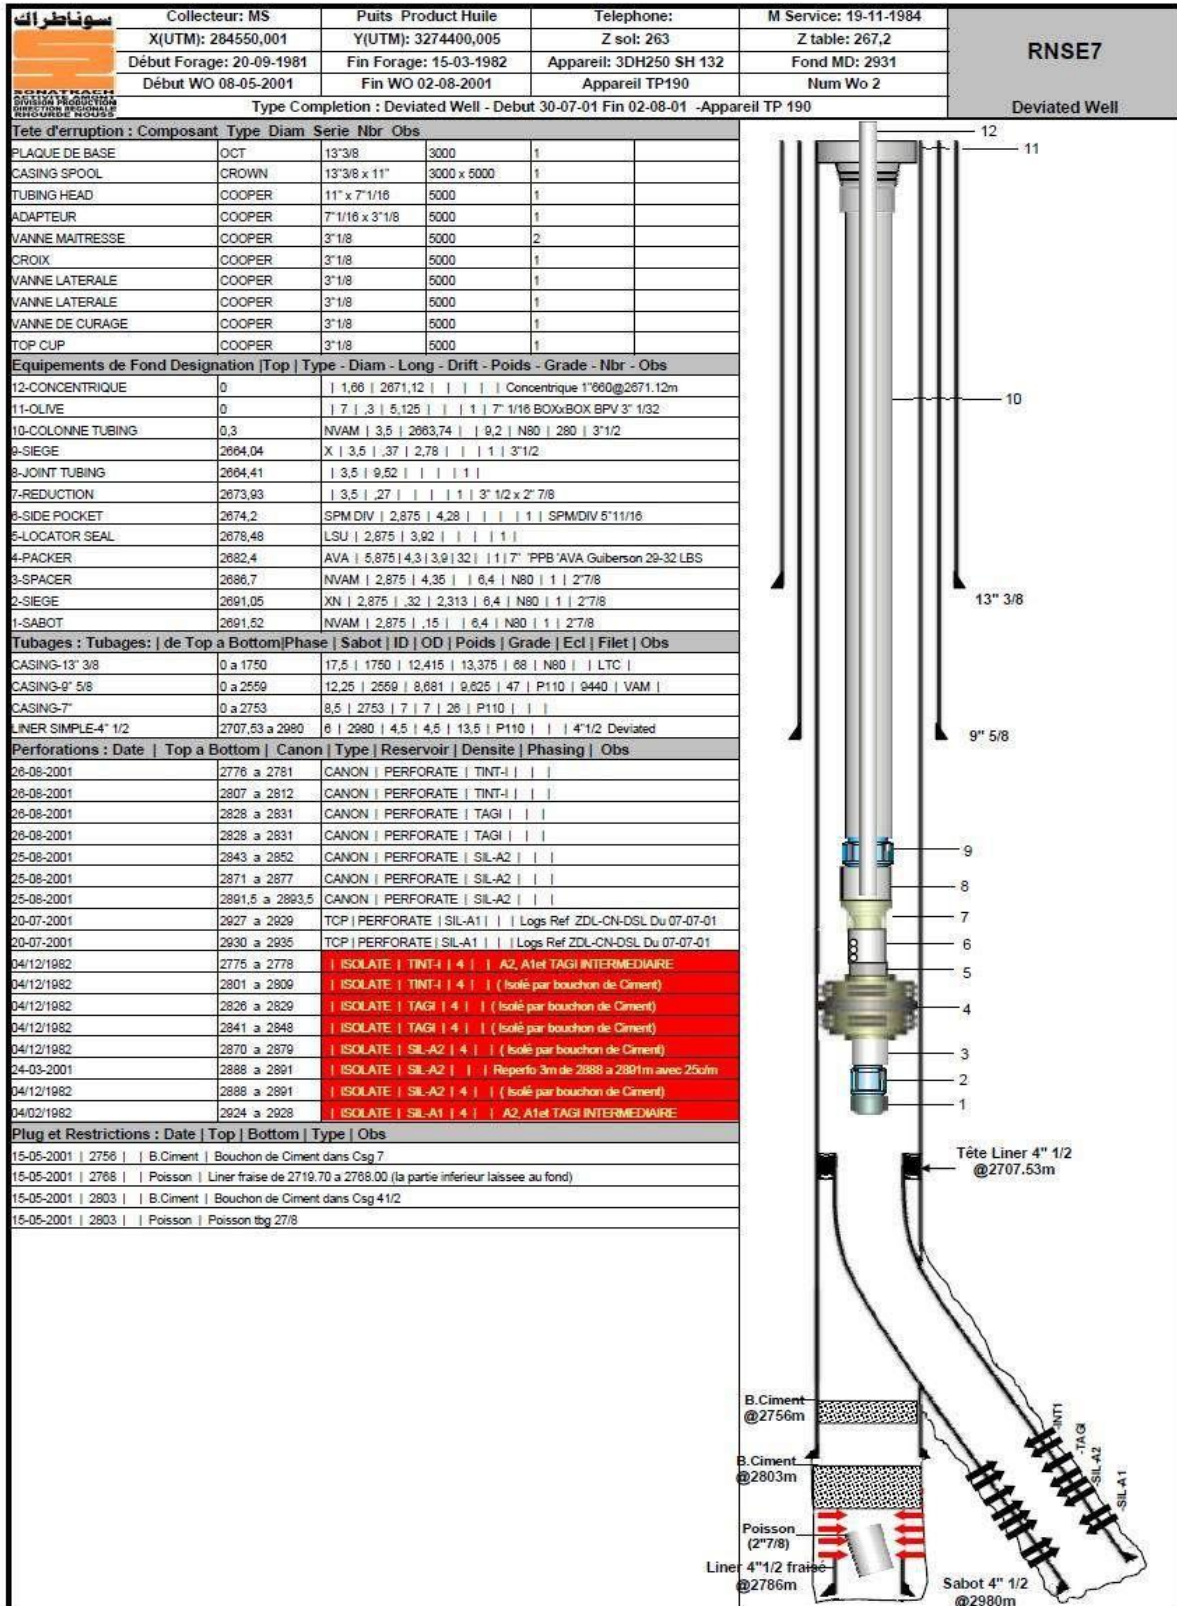 سوناطراك
SONATRACH
ACTIVITE AMONT
DIVISION PRODUCTION
DIRECTION REGIONALE
RHOURDE NOUSS
Collecteur: MS
Puits Product Huile
Telephone:
M Service: 19-11-1984
RNSE7
X(UTM): 284550,001
Y(UTM): 3274400,005
Z sol: 263
Z table: 267,2
Début Forage: 20-09-1981
Fin Forage: 15-03-1982
Appareil: 3DH250 SH 132
Fond MD: 2931
Début WO 08-05-2001
Fin WO 02-08-2001
Appareil TP190
Num Wo 2
Type Completion : Deviated Well - Debut 30-07-01 Fin 02-08-01 -Appareil TP 190
Deviated Well
Tete d'erruption : Composant Type Diam Serie Nbr Obs
PLAQUE DE BASE OCT 13"3/8 3000 1
CASING SPOOL CROWN 13"3/8 x 11" 3000 x 5000 1
TUBING HEAD COOPER 11" x 7"1/16 5000 1
ADAPTEUR COOPER 7"1/16 x 3"1/8 5000 1
VANNE MAITRESSE COOPER 3"1/8 5000 2
CROIX COOPER 3"1/8 5000 1
VANNE LATERALE COOPER 3"1/8 5000 1
VANNE LATERALE COOPER 3"1/8 5000 1
VANNE DE CURAGE COOPER 3"1/8 5000 1
TOP CUP COOPER 3"1/8 5000 1
Equipements de Fond Designation |Top | Type - Diam - Long - Drift - Poids - Grade - Nbr - Obs
12-CONCENTRIQUE 0 | 1,66 | 2671,12 | | | | | Concentrique 1"660@2671.12m
11-OLIVE 0 | 7 | ,3 | 5,125 | | | 1 | 7" 1/16 BOXxBOX BPV 3" 1/32
10-COLONNE TUBING 0,3 NVAM | 3,5 | 2663,74 | | 9,2 | N80 | 280 | 3"1/2
9-SIEGE 2664,04 X | 3,5 | ,37 | 2,78 | | | 1 | 3"1/2
8-JOINT TUBING 2664,41 | 3,5 | 9,52 | | | | 1 |
7-REDUCTION 2673,93 | 3,5 | ,27 | | | | 1 | 3" 1/2 x 2" 7/8
6-SIDE POCKET 2674,2 SPM DIV | 2,875 | 4,28 | | | | 1 | SPM/DIV 5"11/16
5-LOCATOR SEAL 2678,48 LSU | 2,875 | 3,92 | | | | 1 |
4-PACKER 2682,4 AVA | 5,875 | 4,3 | 3,9 | 32 | | 1 | 7" "PPB "AVA Guiberson 29-32 LBS
3-SPACER 2686,7 NVAM | 2,875 | 4,35 | | 6,4 | N80 | 1 | 2"7/8
2-SIEGE 2691,05 XN | 2,875 | ,32 | 2,313 | 6,4 | N80 | 1 | 2"7/8
1-SABOT 2691,52 NVAM | 2,875 | ,15 | | 6,4 | N80 | 1 | 2"7/8
Tubages : Tubages: | de Top a Bottom|Phase | Sabot | ID | OD | Poids | Grade | Ecl | Filet | Obs
CASING-13" 3/8 0 a 1750 17,5 | 1750 | 12,415 | 13,375 | 68 | N80 | | LTC |
CASING-9" 5/8 0 a 2559 12,25 | 2559 | 8,681 | 9,625 | 47 | P110 | 9440 | VAM |
CASING-7" 0 a 2753 8,5 | 2753 | 7 | 7 | 26 | P110 | | |
LINER SIMPLE-4" 1/2 2707,53 a 2980 6 | 2980 | 4,5 | 4,5 | 13,5 | P110 | | | 4"1/2 Deviated
Perforations : Date | Top a Bottom | Canon | Type | Reservoir | Densite | Phasing | Obs
26-08-2001 2776 a 2781 CANON | PERFORATE | TINT-I | | |
26-08-2001 2807 a 2812 CANON | PERFORATE | TINT-I | | |
26-08-2001 2828 a 2831 CANON | PERFORATE | TAGI | | |
26-08-2001 2828 a 2831 CANON | PERFORATE | TAGI | | |
25-08-2001 2843 a 2852 CANON | PERFORATE | SIL-A2 | | |
25-08-2001 2871 a 2877 CANON | PERFORATE | SIL-A2 | | |
25-08-2001 2891,5 a 2893,5 CANON | PERFORATE | SIL-A2 | | |
20-07-2001 2927 a 2929 TCP | PERFORATE | SIL-A1 | | | Logs Ref ZDL-CN-DSL Du 07-07-01
20-07-2001 2930 a 2935 TCP | PERFORATE | SIL-A1 | | | Logs Ref ZDL-CN-DSL Du 07-07-01
04/12/1982 2775 a 2778 | ISOLATE | TINT-I | 4 | | A2, A1et TAGI INTERMEDIAIRE
04/12/1982 2801 a 2809 | ISOLATE | TINT-I | 4 | | ( Isolé par bouchon de Ciment)
04/12/1982 2826 a 2829 | ISOLATE | TAGI | 4 | | ( Isolé par bouchon de Ciment)
04/12/1982 2841 a 2848 | ISOLATE | TAGI | 4 | | ( Isolé par bouchon de Ciment)
04/12/1982 2870 a 2879 | ISOLATE | SIL-A2 | 4 | | ( Isolé par bouchon de Ciment)
24-03-2001 2888 a 2891 | ISOLATE | SIL-A2 | | | Reperfo 3m de 2888 a 2891m avec 25c/m
04/12/1982 2888 a 2891 | ISOLATE | SIL-A2 | 4 | | ( Isolé par bouchon de Ciment)
04/02/1982 2924 a 2928 | ISOLATE | SIL-A1 | 4 | | A2, A1et TAGI INTERMEDIAIRE
Plug et Restrictions : Date | Top | Bottom | Type | Obs
15-05-2001 | 2756 | | B.Ciment | Bouchon de Ciment dans Csg 7
15-05-2001 | 2768 | | Poisson | Liner fraise de 2719.70 a 2768.00 (la partie inferieur laissee au fond)
15-05-2001 | 2803 | | B.Ciment | Bouchon de Ciment dans Csg 41/2
15-05-2001 | 2803 | | Poisson | Poisson tbg 27/8
12
11
10
13" 3/8
9" 5/8
9
8
7
6
5
4
3
2
1
Tête Liner 4" 1/2
@2707.53m
B.Ciment
@2756m
B.Ciment
@2803m
Poisson
(2"7/8)
Liner 4"1/2 fraisé
@2786m
-INT1
-TAGI
-SIL-A2
-SIL-A1
Sabot 4" 1/2
@2980m